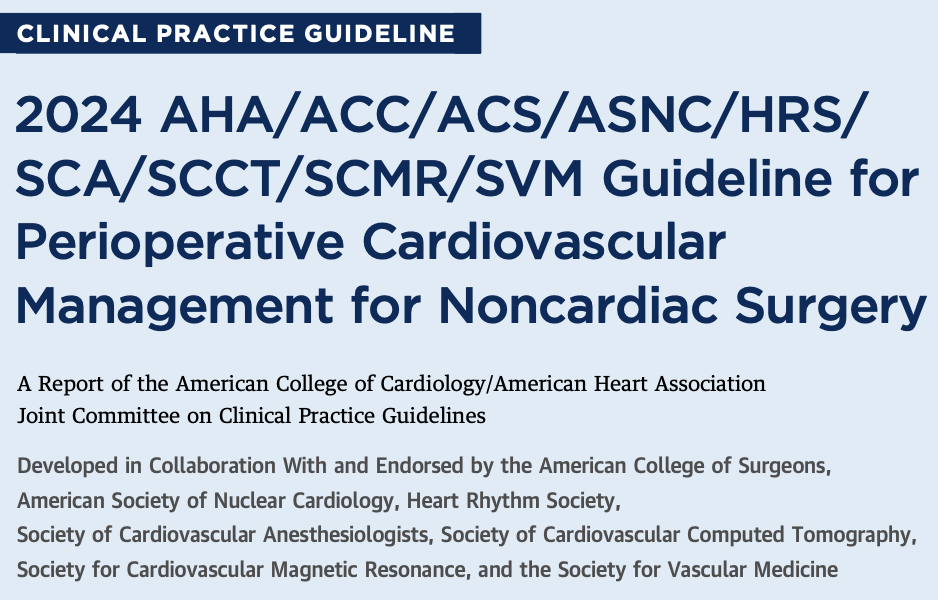 CLINICAL PRACTICE GUIDELINE
2024 AHA/ACC/ACS/ASNC/HRS/
SCA/SCCT/SCMR/SVM Guideline for
Perioperative Cardiovascular
Management for Noncardiac Surgery
A Report of the American College of Cardiology/American Heart Association
Joint Committee on Clinical Practice Guidelines
Developed in Collaboration With and Endorsed by the American College of Surgeons,
American Society of Nuclear Cardiology, Heart Rhythm Society,
Society of Cardiovascular Anesthesiologists, Society of Cardiovascular Computed Tomography,
Society for Cardiovascular Magnetic Resonance, and the Society for Vascular Medicine